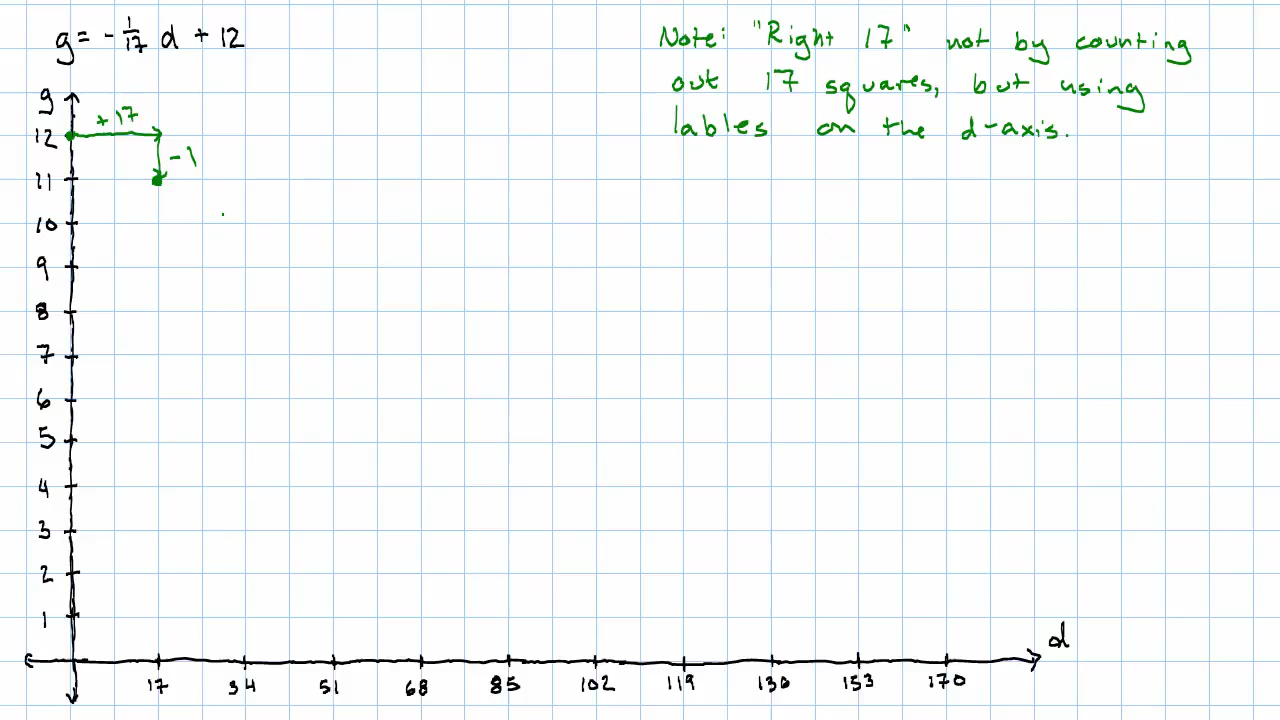 g = - 1/17 d + 12
Note: "Right 17" not by counting
out 17 squares, but using
lables on the d-axis.
g
+17
12
-1
11
10
9
8
7
6
5
4
3
2
1
d
17 34 51 68 85 102 119 136 153 170